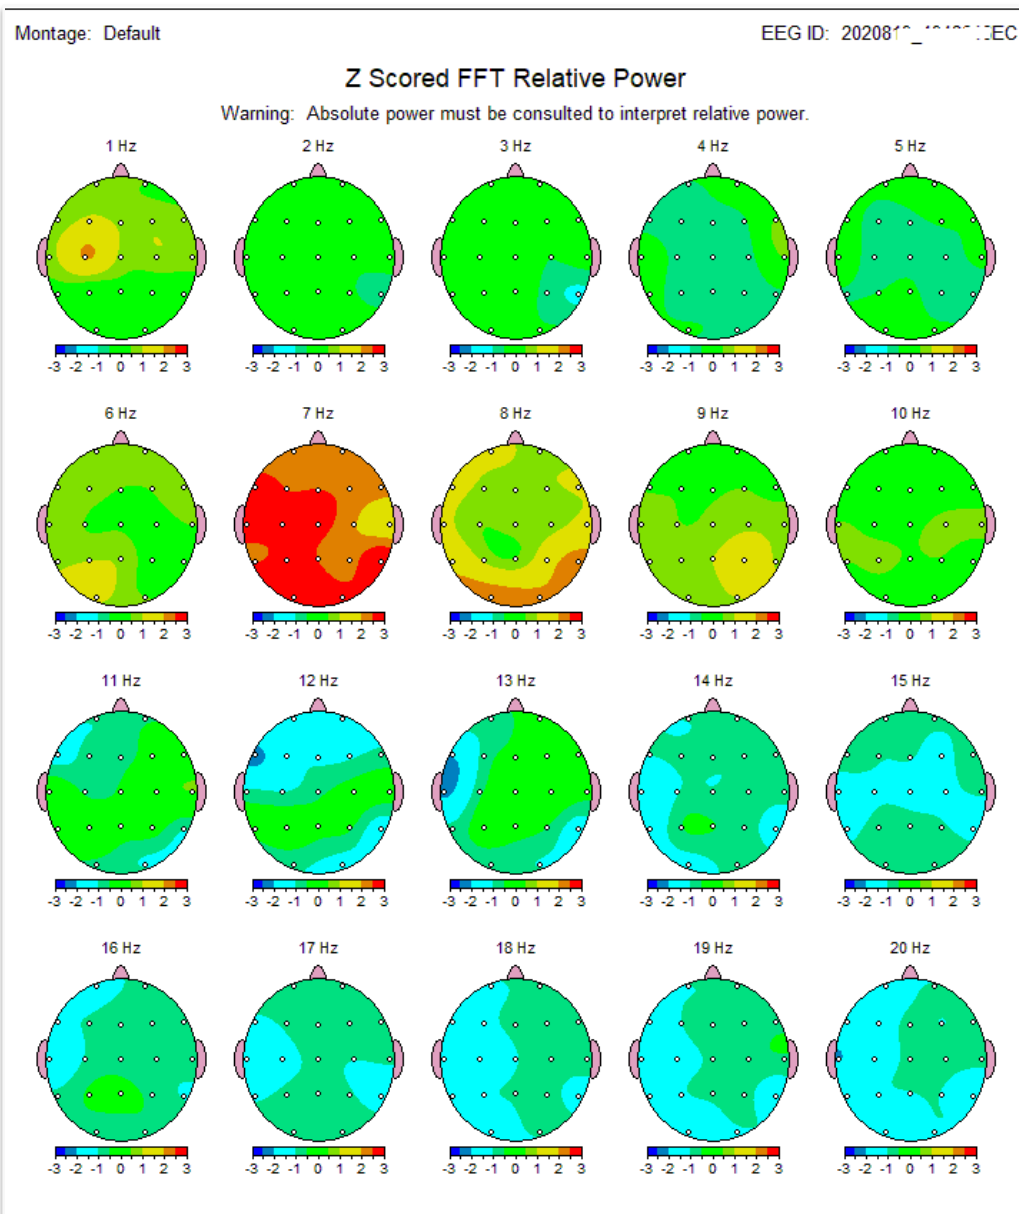 Montage: Default EEG ID:
Z Scored FFT Relative Power
Warning: Absolute power must be consulted to interpret relative power.
1 Hz 2 Hz 3 Hz 4 Hz 5 Hz
-3 -2 -1 0 1 2 3 -3 -2 -1 0 1 2 3 -3 -2 -1 0 1 2 3 -3 -2 -1 0 1 2 3 -3 -2 -1 0 1 2 3
6 Hz 7 Hz 8 Hz 9 Hz 10 Hz
-3 -2 -1 0 1 2 3 -3 -2 -1 0 1 2 3 -3 -2 -1 0 1 2 3 -3 -2 -1 0 1 2 3 -3 -2 -1 0 1 2 3
11 Hz 12 Hz 13 Hz 14 Hz 15 Hz
-3 -2 -1 0 1 2 3 -3 -2 -1 0 1 2 3 -3 -2 -1 0 1 2 3 -3 -2 -1 0 1 2 3 -3 -2 -1 0 1 2 3
16 Hz 17 Hz 18 Hz 19 Hz 20 Hz
-3 -2 -1 0 1 2 3 -3 -2 -1 0 1 2 3 -3 -2 -1 0 1 2 3 -3 -2 -1 0 1 2 3 -3 -2 -1 0 1 2 3